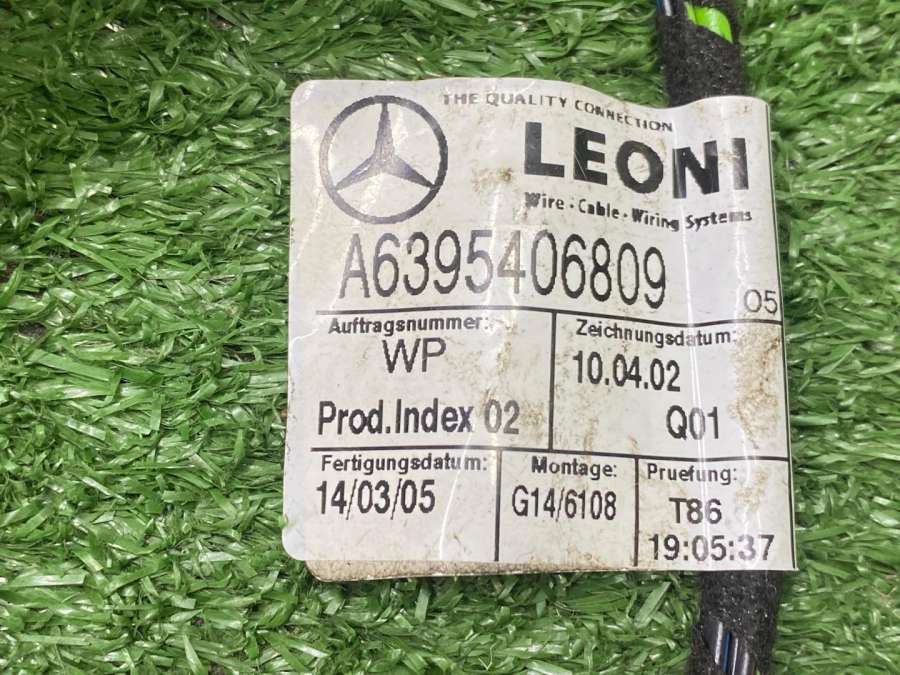 THE QUALITY CONNECTION
LEONI
Wire - Cable - Wiring Systems
A6395406809 05
Auftragsnummer: Zeichnungsdatum:
WP 10.04.02
Prod.Index 02 Q01
Fertigungsdatum: Montage: Pruefung:
14/03/05 G14/6108 T86
19:05:37